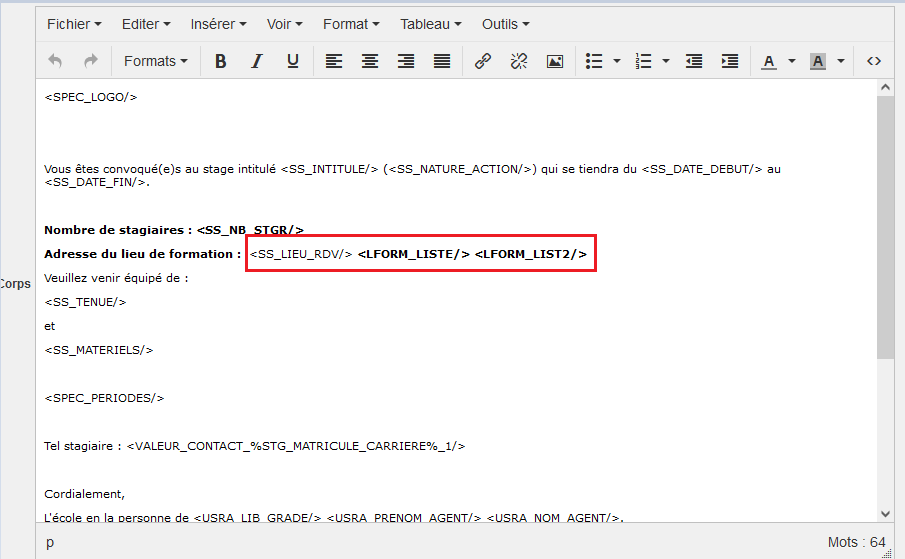 Fichier Editer Insérer Voir Format Tableau Outils
Formats B I U A A <>
<SPEC_LOGO/>
Vous êtes convoqué(e)s au stage intitulé <SS_INTITULE/> (<SS_NATURE_ACTION/>) qui se tiendra du <SS_DATE_DEBUT/> au
<SS_DATE_FIN/>.
Nombre de stagiaires : <SS_NB_STGR/>
Adresse du lieu de formation : <SS_LIEU_RDV/> <LFORM_LISTE/> <LFORM_LIST2/>
Corps
Veuillez venir équipé de :
<SS_TENUE/>
et
<SS_MATERIELS/>
<SPEC_PERIODES/>
Tel stagiaire : <VALEUR_CONTACT_%STG_MATRICULE_CARRIERE%_1/>
Cordialement,
L'école en la personne de <USRA_LIB_GRADE/> <USRA_PRENOM_AGENT/> <USRA_NOM_AGENT/>.
p Mots : 64